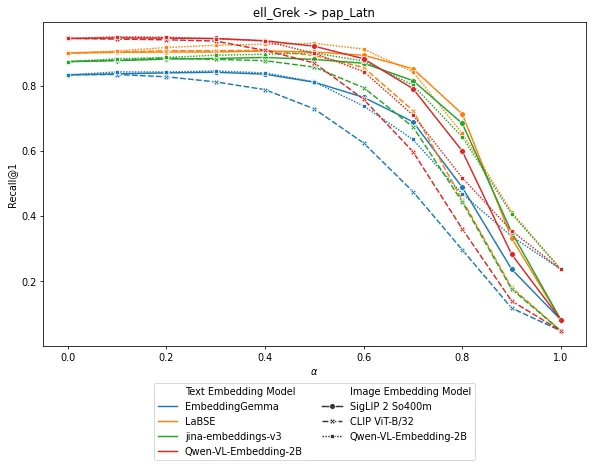 ell_Grek -> pap_Latn
Recall@1
0.8
0.6
0.4
0.2
0.0 0.2 0.4 0.6 0.8 1.0
α
Text Embedding Model Image Embedding Model
EmbeddingGemma SigLIP 2 So400m
LaBSE CLIP ViT-B/32
jina-embeddings-v3 Qwen-VL-Embedding-2B
Qwen-VL-Embedding-2B